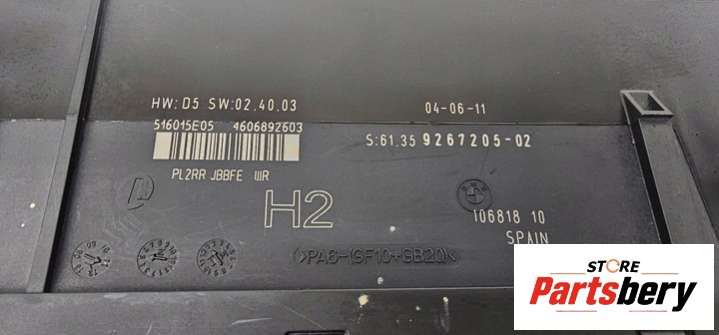 HW: D5 SW:02.40.03
04-06-11
516015E05 4606892603
S:61.35 9267205-02
PL2RR JBBFE WR
H2
106818 10
SPAIN
>PA6-(GF10+GB20)<
STORE
Partsbery